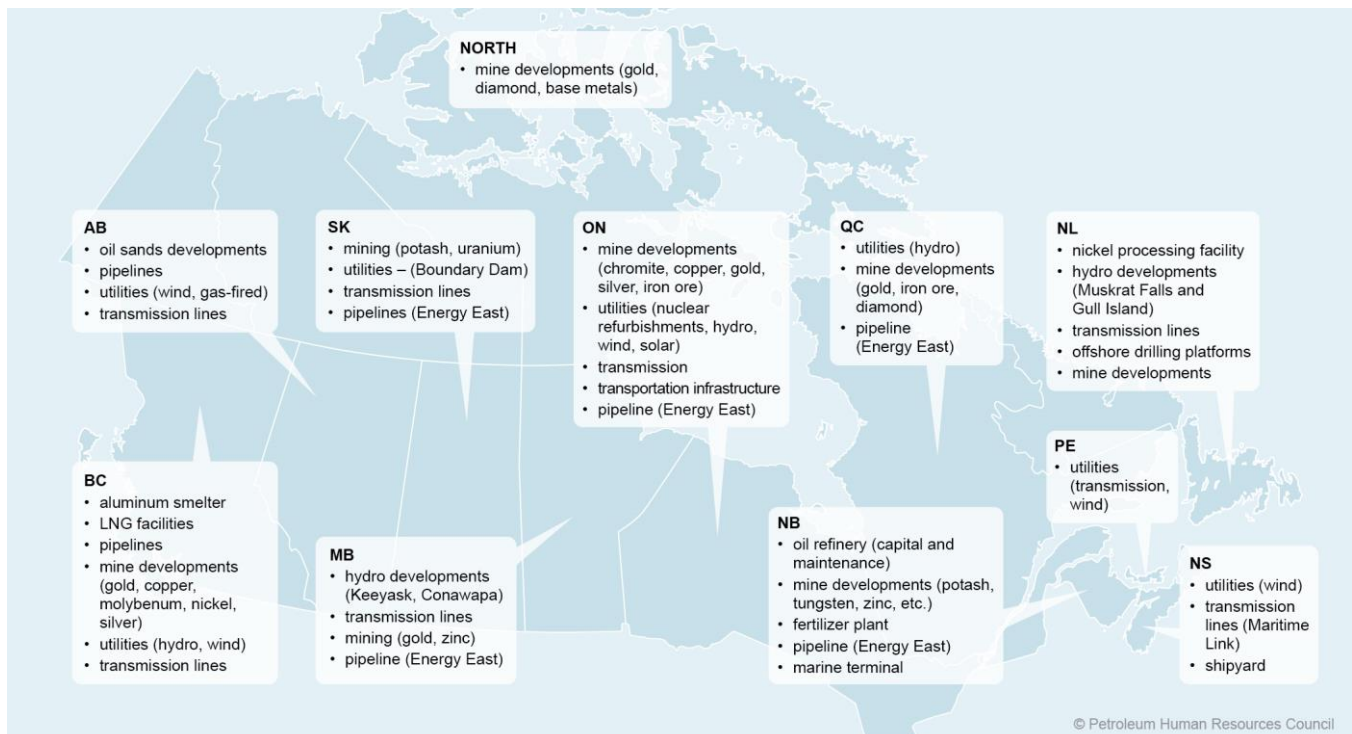 NORTH
• mine developments (gold,
diamond, base metals)
AB
• oil sands developments
• pipelines
• utilities (wind, gas-fired)
• transmission lines
SK
• mining (potash, uranium)
• utilities – (Boundary Dam)
• transmission lines
• pipelines (Energy East)
ON
• mine developments
(chromite, copper, gold,
silver, iron ore)
• utilities (nuclear
refurbishments, hydro,
wind, solar)
• transmission
• transportation infrastructure
• pipeline (Energy East)
QC
• utilities (hydro)
• mine developments
(gold, iron ore,
diamond)
• pipeline
(Energy East)
NL
• nickel processing facility
• hydro developments
(Muskrat Falls and
Gull Island)
• transmission lines
• offshore drilling platforms
• mine developments
BC
• aluminum smelter
• LNG facilities
• pipelines
• mine developments
(gold, copper,
molybenum, nickel,
silver)
• utilities (hydro, wind)
• transmission lines
MB
• hydro developments
(Keeyask, Conawapa)
• transmission lines
• mining (gold, zinc)
• pipeline (Energy East)
NB
• oil refinery (capital and
maintenance)
• mine developments (potash,
tungsten, zinc, etc.)
• fertilizer plant
• pipeline (Energy East)
• marine terminal
PE
• utilities
(transmission,
wind)
NS
• utilities (wind)
• transmission
lines (Maritime
Link)
• shipyard
© Petroleum Human Resources Council